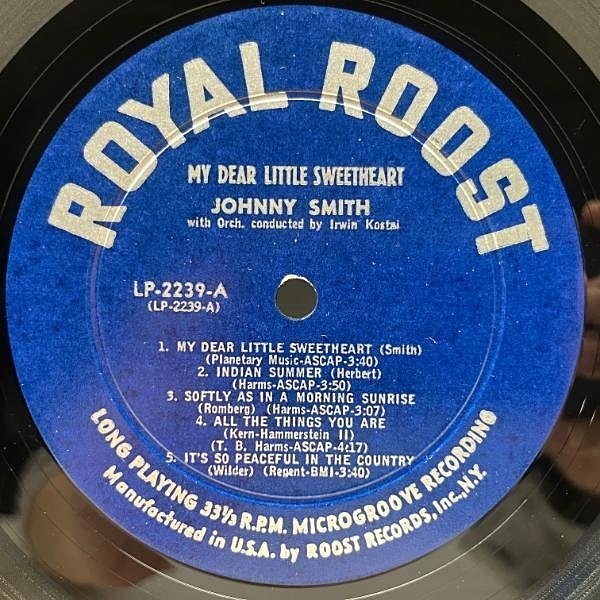 ROYAL ROOST
MY DEAR LITTLE SWEETHEART
JOHNNY SMITH
with Orch. conducted by Irwin Kostal
LP-2239-A
(LP-2239-A)
1. MY DEAR LITTLE SWEETHEART (Smith)
(Planetary Music-ASCAP-3:40)
2. INDIAN SUMMER (Herbert)
(Harms-ASCAP-3:50)
3. SOFTLY AS IN A MORNING SUNRISE
(Romberg) (Harms-ASCAP-3:07)
4. ALL THE THINGS YOU ARE
(Kern-Hammerstein II)
(T. B. Harms-ASCAP-4:17)
5. IT'S SO PEACEFUL IN THE COUNTRY
(Wilder) (Regent-BMI-3:40)
LONG PLAYING 33⅓ R.P.M. MICROGROOVE RECORDING
Manufactured in U.S.A. by ROOST RECORDS, Inc., N.Y.